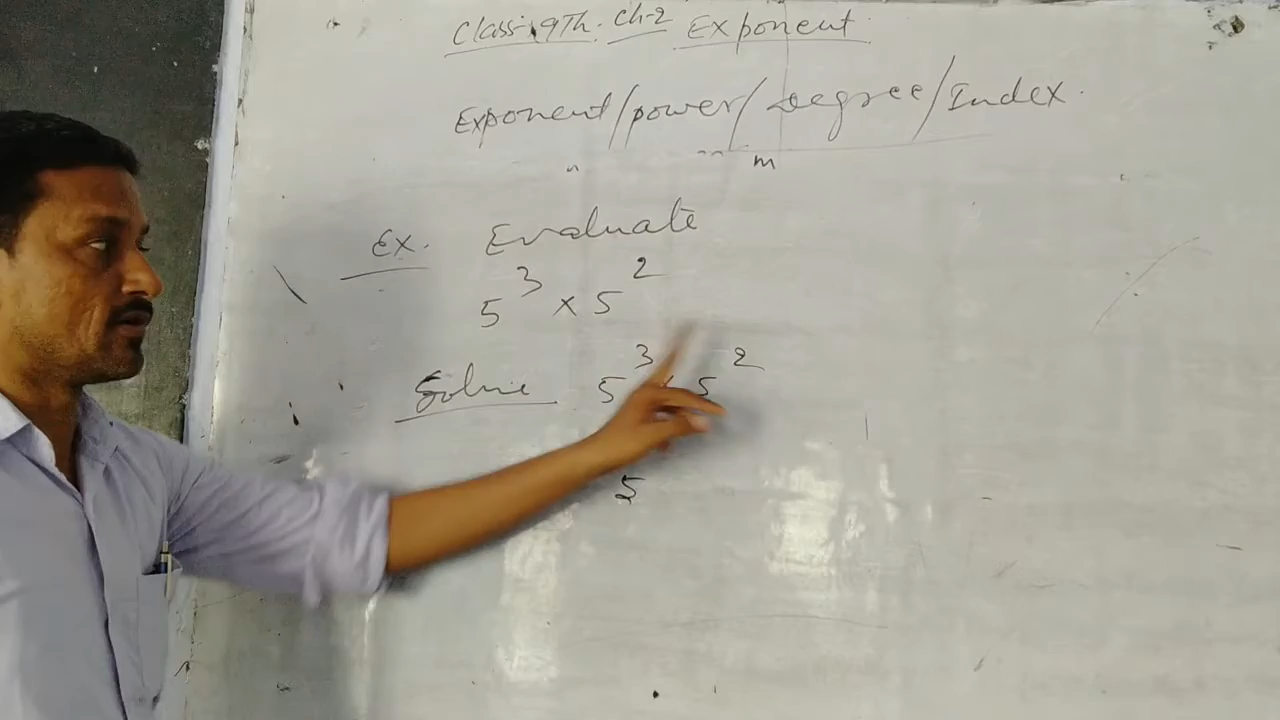 Class-9Th. Ch-2 Exponent
Exponent/power/Degree/Index.
m
Ex. Evaluate
5³ × 5²
Solve 5³ × 5²
5